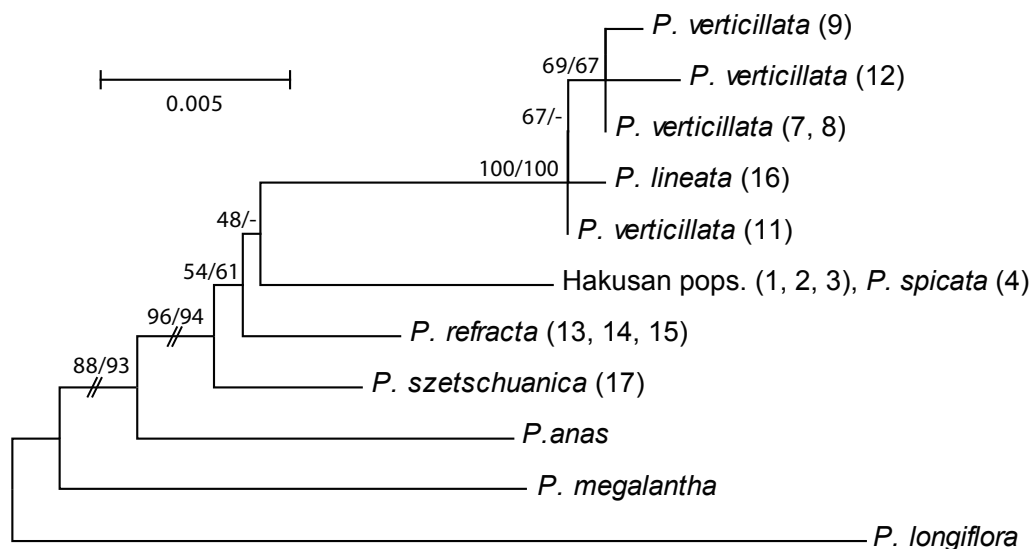 P. verticillata (9)
69/67
P. verticillata (12)
0.005
67/-
P. verticillata (7, 8)
100/100
P. lineata (16)
48/-
P. verticillata (11)
54/61
Hakusan pops. (1, 2, 3), P. spicata (4)
96/94
P. refracta (13, 14, 15)
88/93
P. szetschuanica (17)
P.anas
P. megalantha
P. longiflora